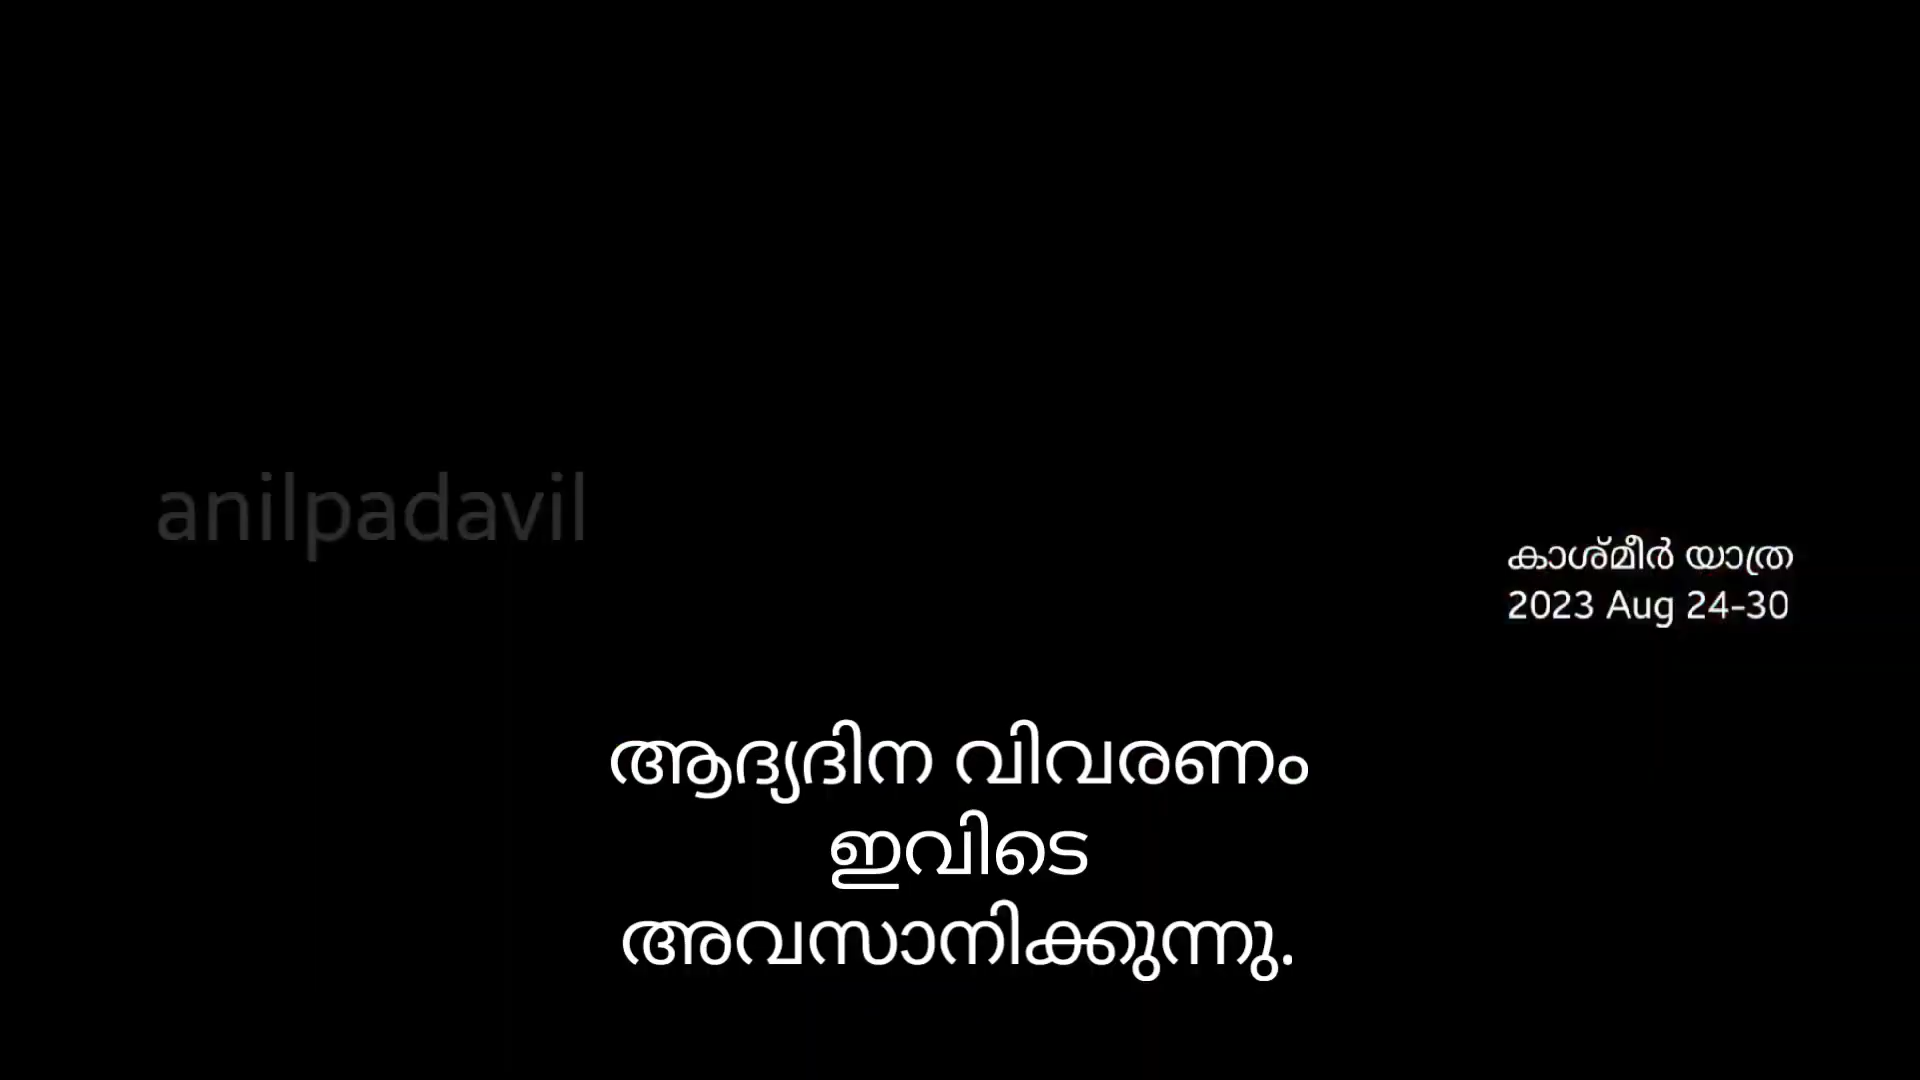 anilpadavil
കാശ്മീർ യാത്ര
2023 Aug 24-30
ആദ്യദിന വിവരണം
ഇവിടെ
അവസാനിക്കുന്നു.